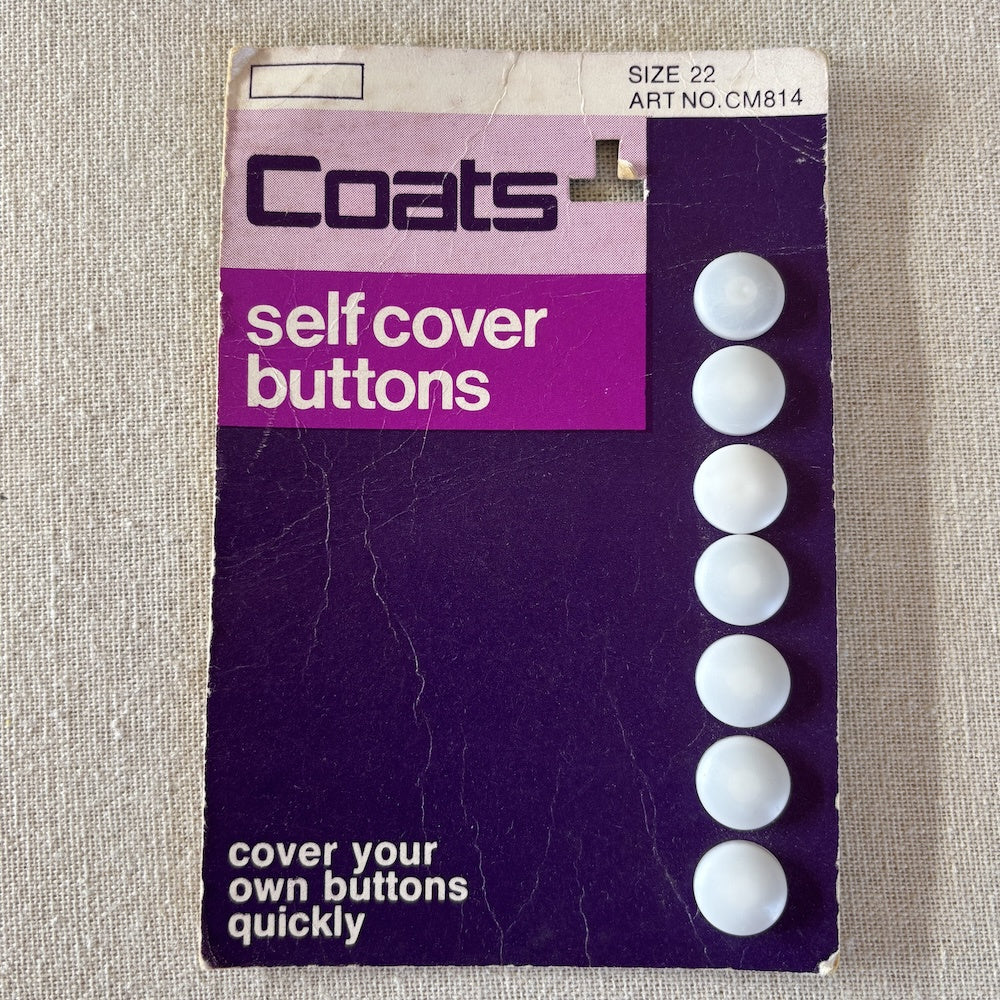 SIZE 22
ART NO. CM814
Coats
self cover
buttons
cover your
own buttons
quickly